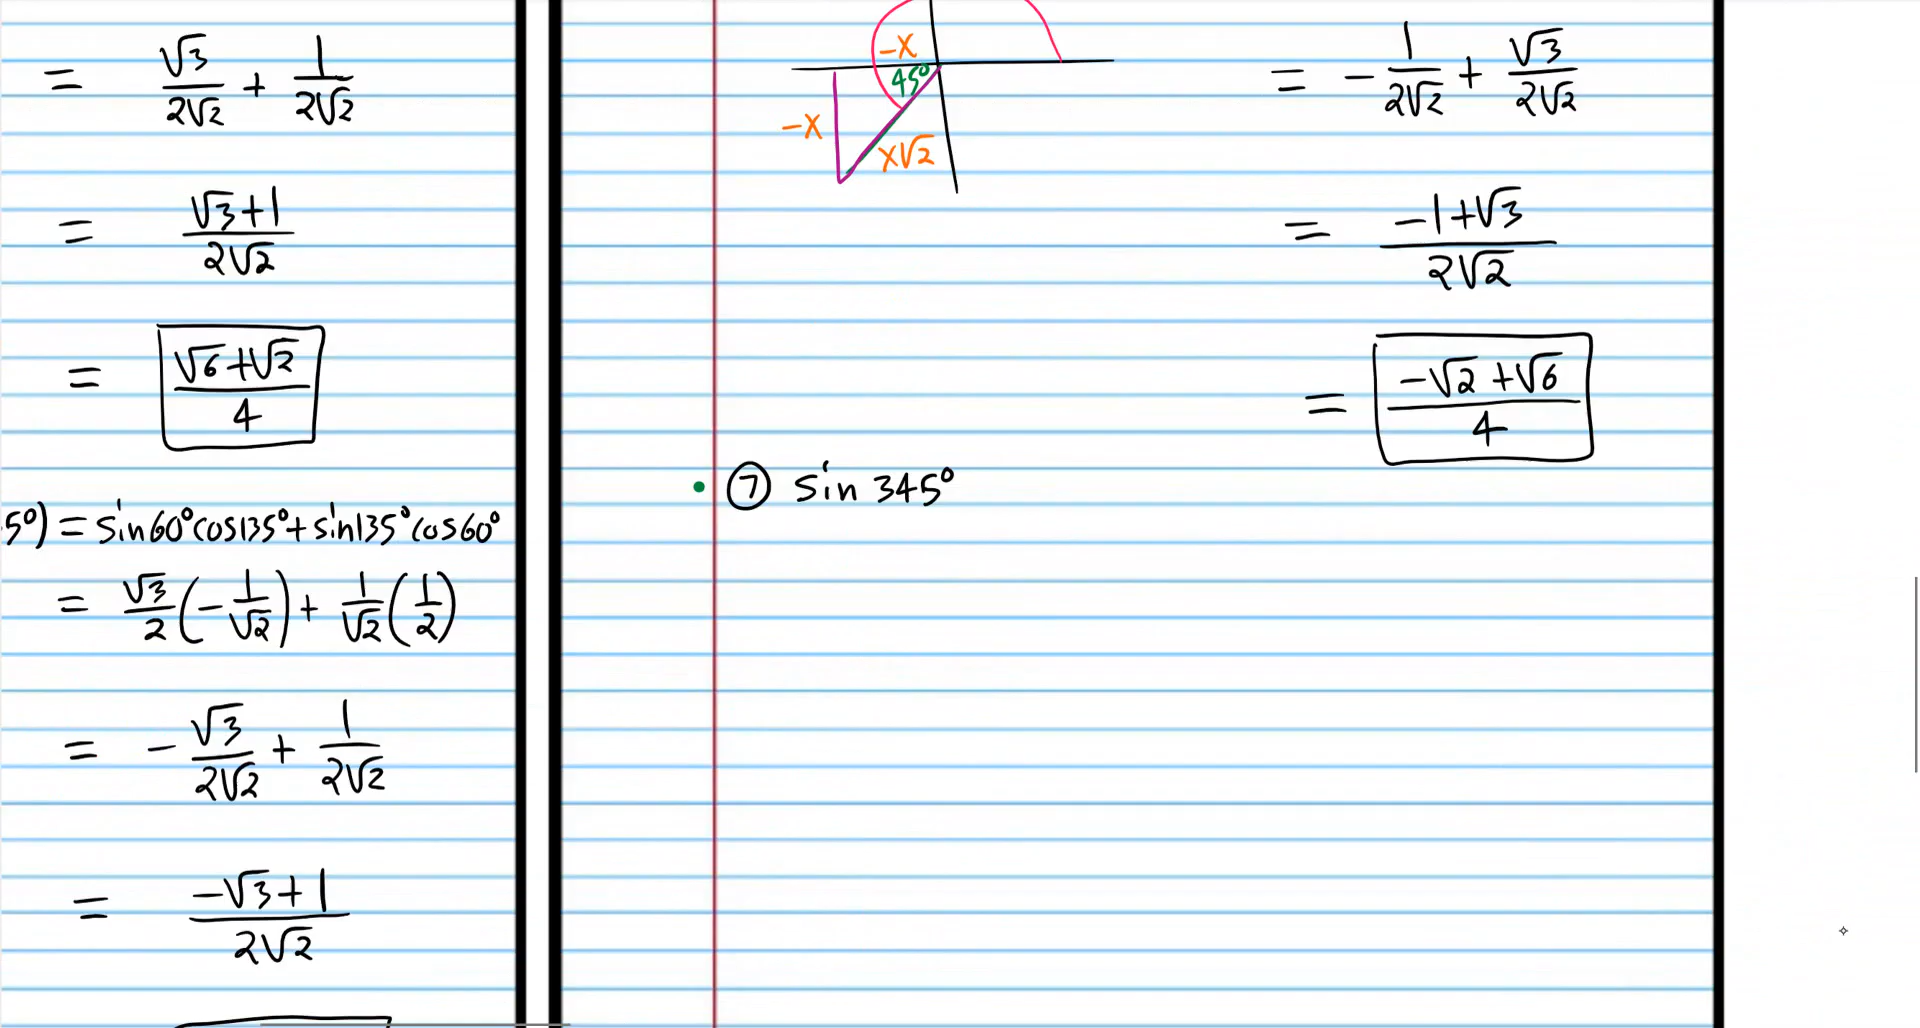 = √3/2√2 + 1/2√2
= √3+1/2√2
= √6+√2/4
5°) = sin60°cos135°+sin135°cos60°
= √3/2(-1/√2)+ 1/√2(1/2)
= -√3/2√2 + 1/2√2
= -√3+1/2√2
-x
45°
-x
x√2
= -1/2√2 + √3/2√2
= -1+√3/2√2
= -√2+√6/4
⑦ sin 345°